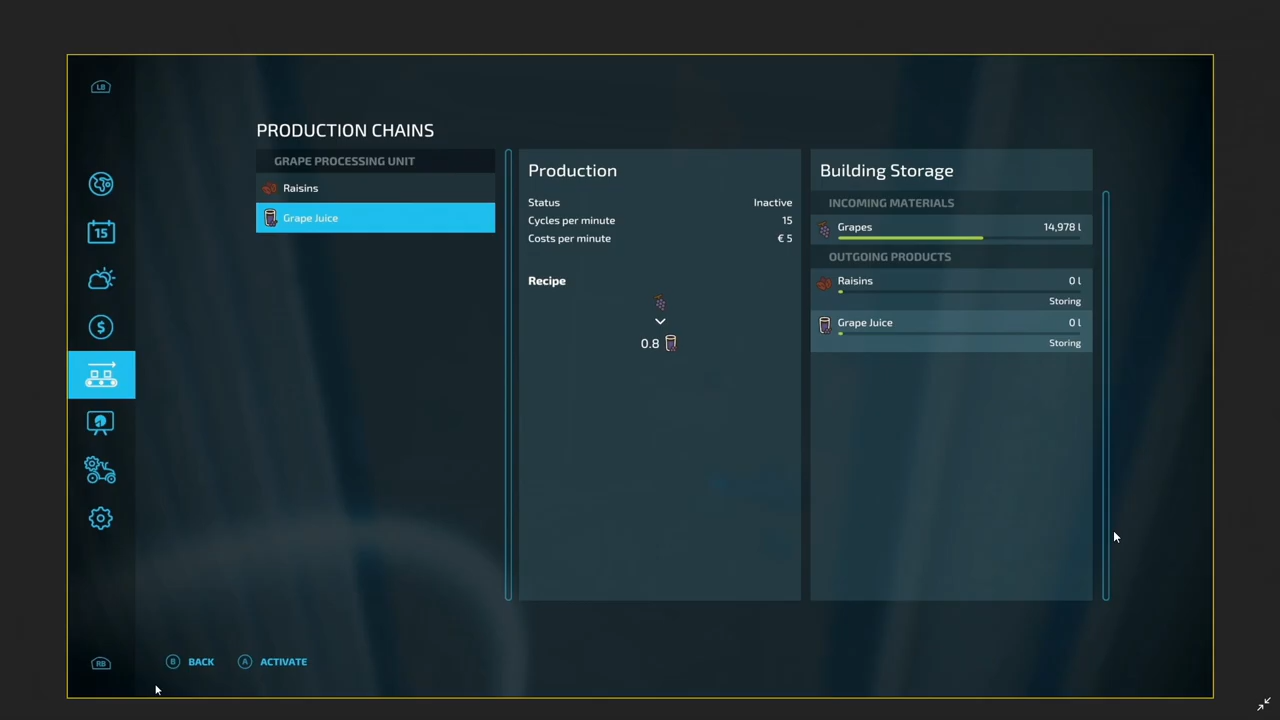 LB
PRODUCTION CHAINS
GRAPE PROCESSING UNIT
Raisins
Grape Juice
15
RB
Production
Status Inactive
Cycles per minute 15
Costs per minute € 5
Recipe
0.8
Building Storage
INCOMING MATERIALS
Grapes 14,978 l
OUTGOING PRODUCTS
Raisins 0 l
Storing
Grape Juice 0 l
Storing
B BACK A ACTIVATE